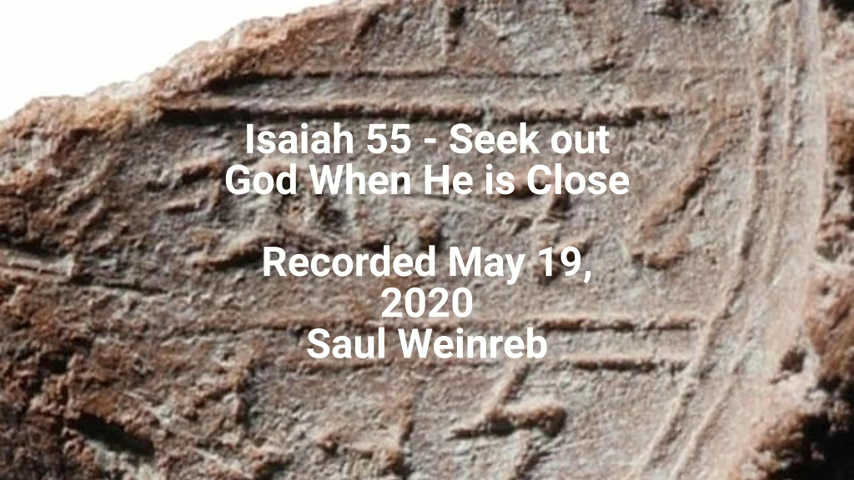 Isaiah 55 - Seek out
God When He is Close
Recorded May 19,
2020
Saul Weinreb